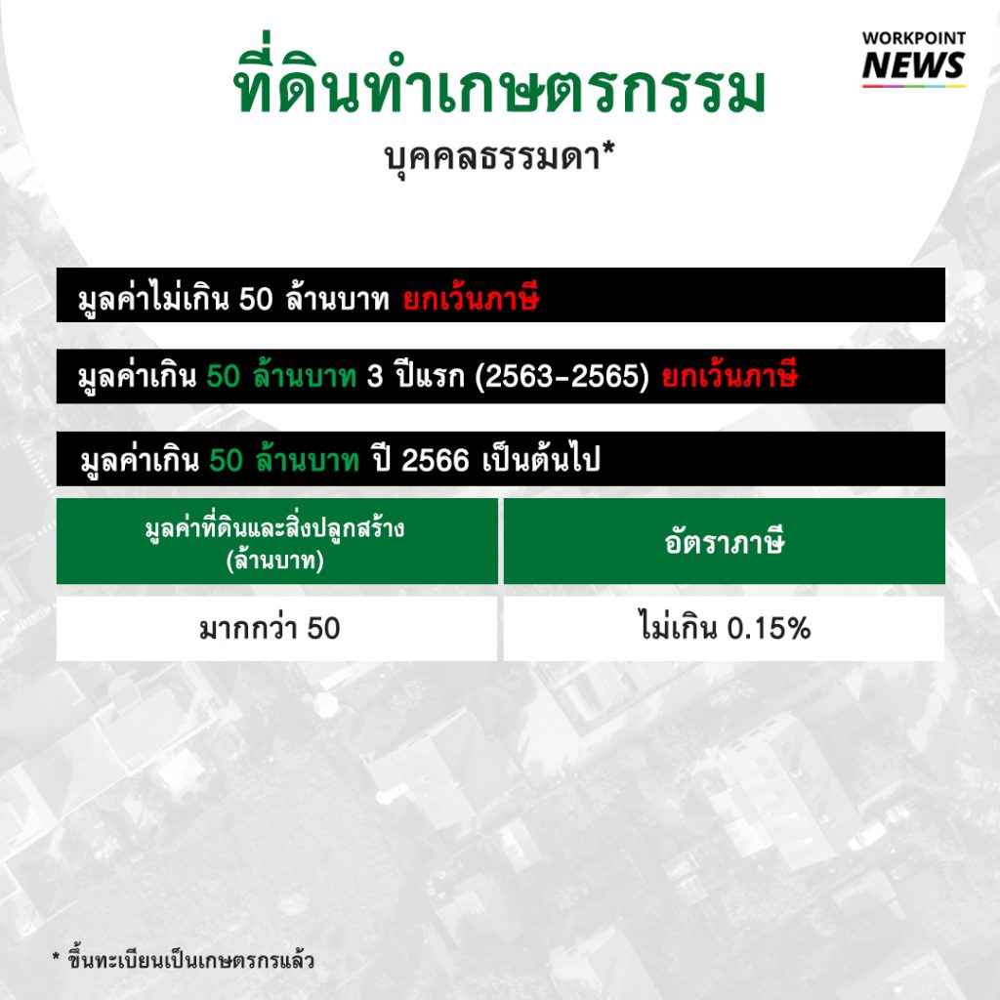 WORKPOINT
NEWS
ที่ดินทำเกษตรกรรม
บุคคลธรรมดา*
มูลค่าไม่เกิน 50 ล้านบาท ยกเว้นภาษี
มูลค่าเกิน 50 ล้านบาท 3 ปีแรก (2563-2565) ยกเว้นภาษี
มูลค่าเกิน 50 ล้านบาท ปี 2566 เป็นต้นไป
มูลค่าที่ดินและสิ่งปลูกสร้าง
(ล้านบาท)
อัตราภาษี
มากกว่า 50
ไม่เกิน 0.15%
* ขึ้นทะเบียนเป็นเกษตรกรแล้ว